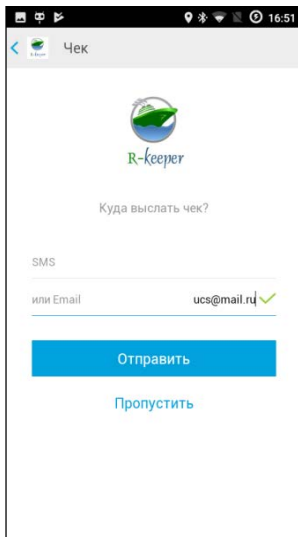 16:51
Чек
R-keeper
Куда выслать чек?
SMS
или Email ucs@mail.ru
Отправить
Пропустить